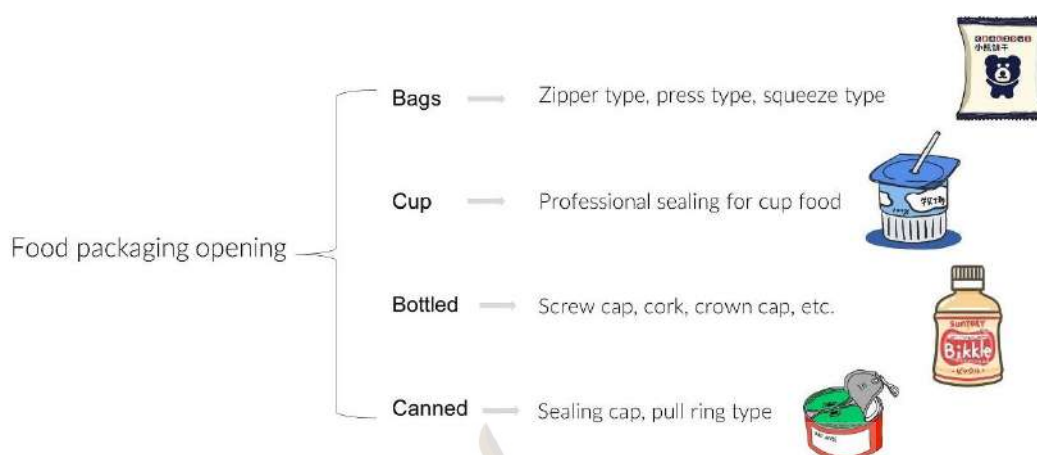 小熊饼干
Bags
Zipper type, press type, squeeze type
Cup
Professional sealing for cup food
Food packaging opening
Bottled
Screw cap, cork, crown cap, etc.
SUNTORY
Bikkle
Canned
Sealing cap, pull ring type